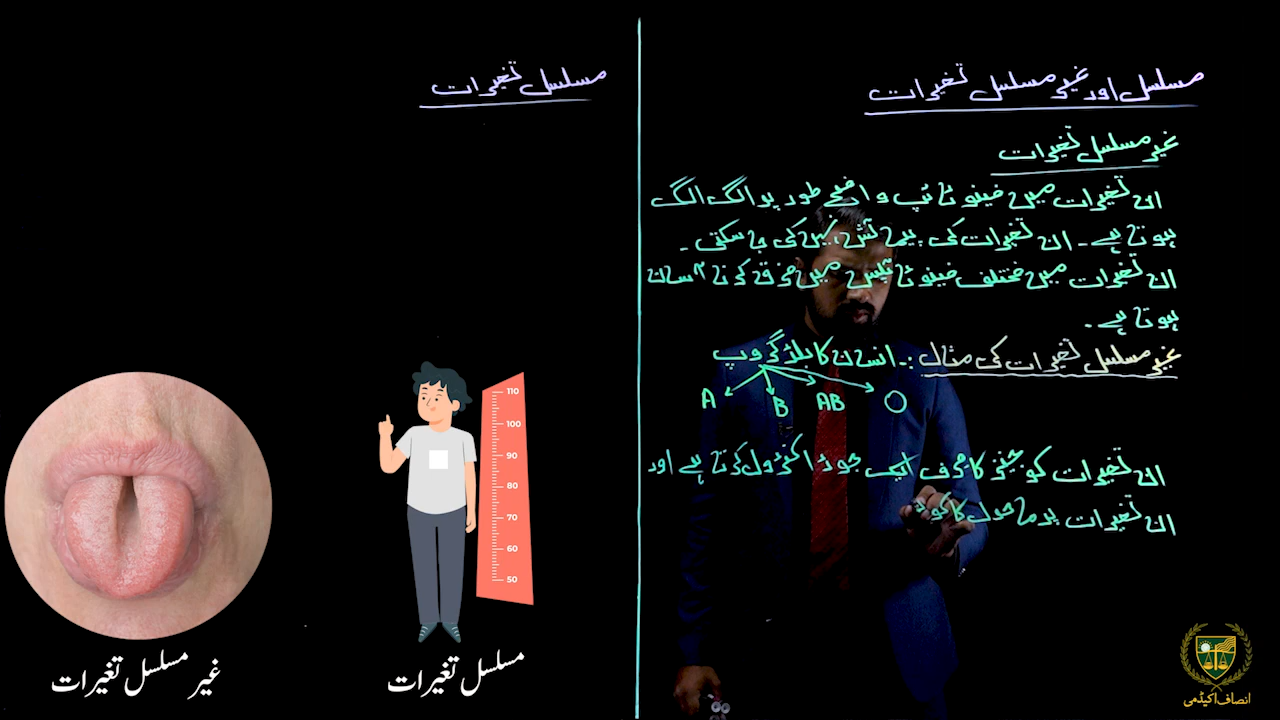 مسلسل اور غیر مسلسل تغیرات
غیر مسلسل تغیرات
ان تغیرات میں فینو ٹائپ واضح طور پر الگ الگ
ہوتا ہے۔ ان تغیرات کی پیمائش نہیں کی جا سکتی۔
ان تغیرات میں مختلف فینو ٹائپس میں فرق کرنا آسان
ہوتا ہے۔
غیر مسلسل تغیرات کی مثال :۔ انسان کا بلڈ گروپ
A B AB O
ان تغیرات کو جینز کا صرف ایک جوڑا کنٹرول کرتا ہے اور
ان تغیرات پر ماحول کا کوئی
مسلسل تغیرات
110
100
90
80
70
60
50
مسلسل تغیرات
غیر مسلسل تغیرات
انصاف اکیڈمی